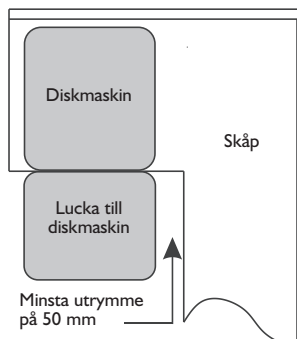 Diskmaskin
Skåp
Lucka till
diskmaskin
Minsta utrymme
på 50 mm